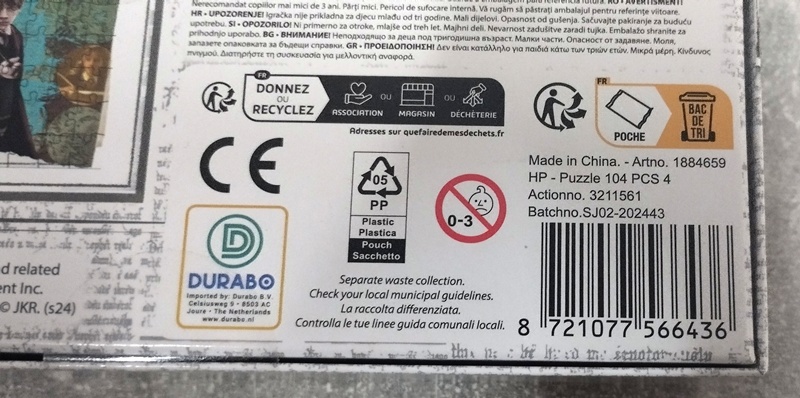 Nerecomandat copiilor mai mici de 3 ani. Părți mici. Pericol de sufocare internă. Vă rugăm să păstrați ambalajul pentru referințe viitoare.
HR - UPOZORENJE! Igračka nije prikladna za djecu mlađu od tri godine. Mali dijelovi. Opasnost od gušenja. Sačuvajte pakiranje za buduću
upotrebu. SI - OPOZORILO! Ni primerno za otroke, mlajše od treh let. Majhni deli. Nevarnost zadušitve zaradi tujka. Embalažo shranite za
prihodnjo uporabo. BG - ВНИМАНИЕ! Неподходящо за деца под тригодишна възраст. Малки части. Опасност от задавяне. Моля,
запазете опаковката за бъдещи справки. GR - ΠΡΟΕΙΔΟΠΟΙΗΣΗ! Δεν είναι κατάλληλο για παιδιά κάτω των τριών ετών. Μικρά μέρη. Κίνδυνος
πνιγμού. Διατηρήστε τη συσκευασία για μελλοντική αναφορά.
FR
DONNEZ
OU
RECYCLEZ
ASSOCIATION
OU
MAGASIN
OU
DÉCHÈTERIE
Adresses sur quefairedemesdechets.fr
FR
POCHE
BAC
DE
TRI
CE
05
PP
Plastic
Plastica
Pouch
Sacchetto
0-3
Made in China. - Artno. 1884659
HP - Puzzle 104 PCS 4
Actionno. 3211561
Batchno.SJ02-202443
D
DURABO
Imported by: Durabo B.V.
Celsiusweg 9 - 8503 AC
Joure - The Netherlands
www.durabo.nl
Separate waste collection.
Check your local municipal guidelines.
La raccolta differenziata.
Controlla le tue linee guida comunali locali.
8 721077 566436
d related
ent Inc.
© JKR. (s24)